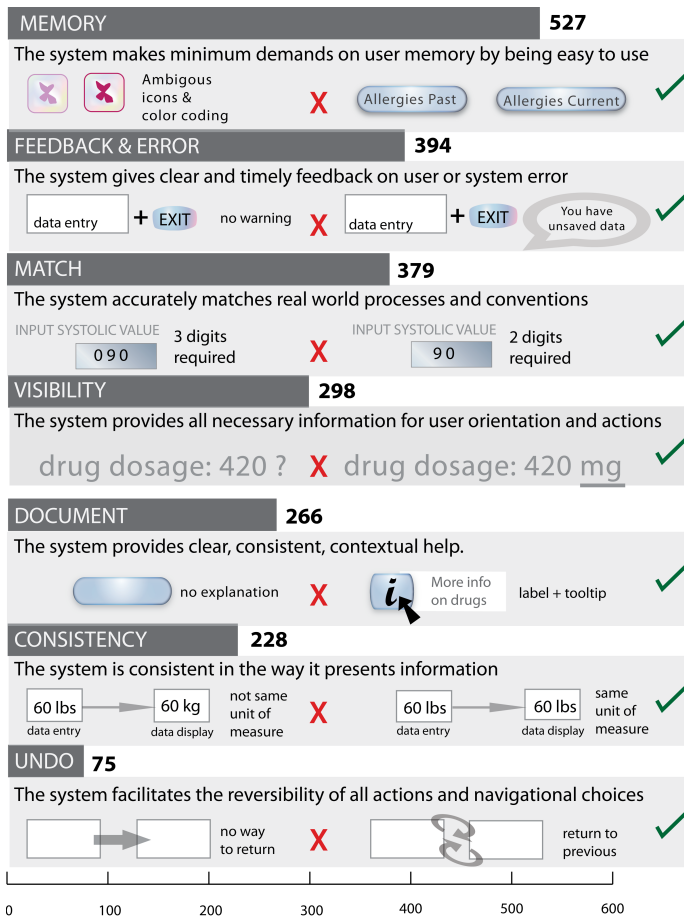 MEMORY 527
The system makes minimum demands on user memory by being easy to use
Ambigous
icons &
color coding
X
Allergies Past
Allergies Current
FEEDBACK & ERROR 394
The system gives clear and timely feedback on user or system error
data entry
+ EXIT
no warning
X
data entry
+ EXIT
You have
unsaved data
MATCH 379
The system accurately matches real world processes and conventions
INPUT SYSTOLIC VALUE
090
3 digits
required
X
INPUT SYSTOLIC VALUE
90
2 digits
required
VISIBILITY 298
The system provides all necessary information for user orientation and actions
drug dosage: 420 ? X drug dosage: 420 mg
DOCUMENT 266
The system provides clear, consistent, contextual help.
no explanation
X
i
More info
on drugs
label + tooltip
CONSISTENCY 228
The system is consistent in the way it presents information
60 lbs
data entry
60 kg
data display
not same
unit of
measure
X
60 lbs
data entry
60 lbs
data display
same
unit of
measure
UNDO 75
The system facilitates the reversibility of all actions and navigational choices
no way
to return
X
return to
previous
0 100 200 300 400 500 600